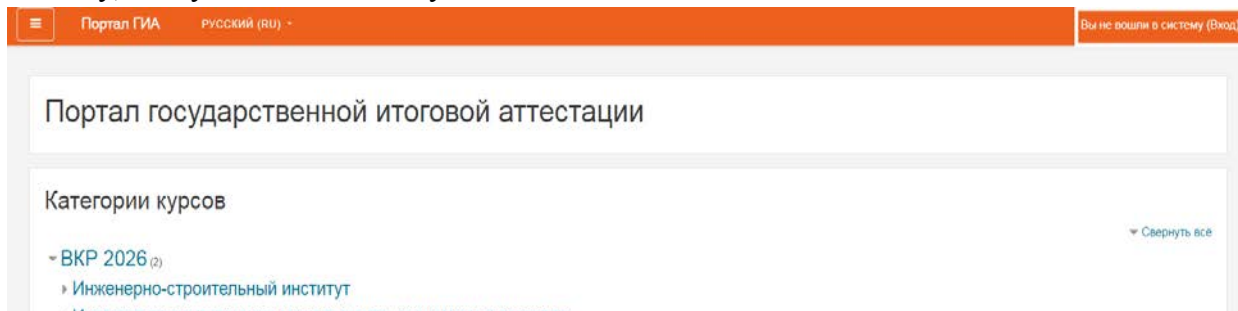 Портал ГИА РУССКИЙ (RU)
Вы не вошли в систему (Вход)
Портал государственной итоговой аттестации
Категории курсов
Свернуть все
ВКР 2026 (2)
Инженерно-строительный институт